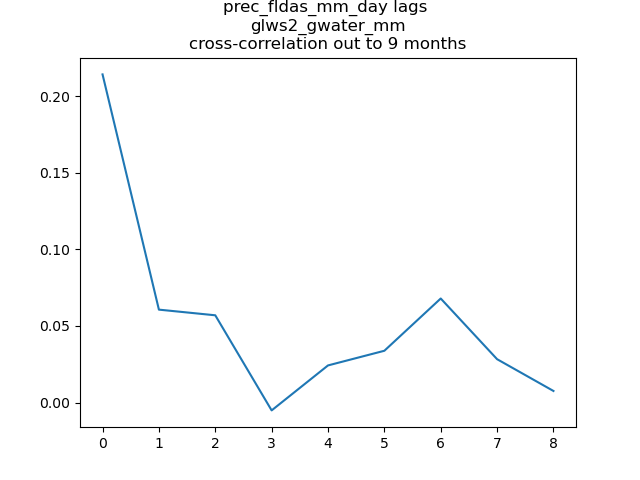 prec_fldas_mm_day lags
glws2_gwater_mm
cross-correlation out to 9 months
0.20
0.15
0.10
0.05
0.00
0 1 2 3 4 5 6 7 8